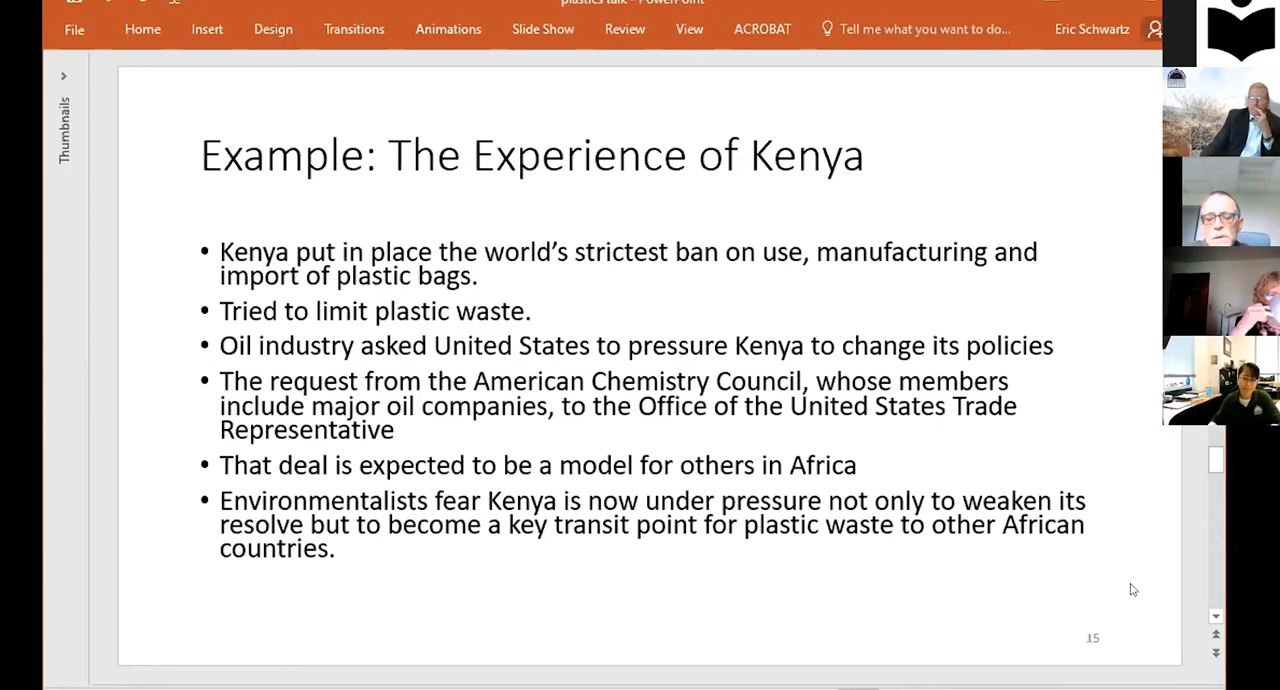 plastics talk - PowerPoint
File Home Insert Design Transitions Animations Slide Show Review View ACROBAT Tell me what you want to do... Eric Schwartz
Thumbnails
Example: The Experience of Kenya
• Kenya put in place the world’s strictest ban on use, manufacturing and
import of plastic bags.
• Tried to limit plastic waste.
• Oil industry asked United States to pressure Kenya to change its policies
• The request from the American Chemistry Council, whose members
include major oil companies, to the Office of the United States Trade
Representative
• That deal is expected to be a model for others in Africa
• Environmentalists fear Kenya is now under pressure not only to weaken its
resolve but to become a key transit point for plastic waste to other African
countries.
15